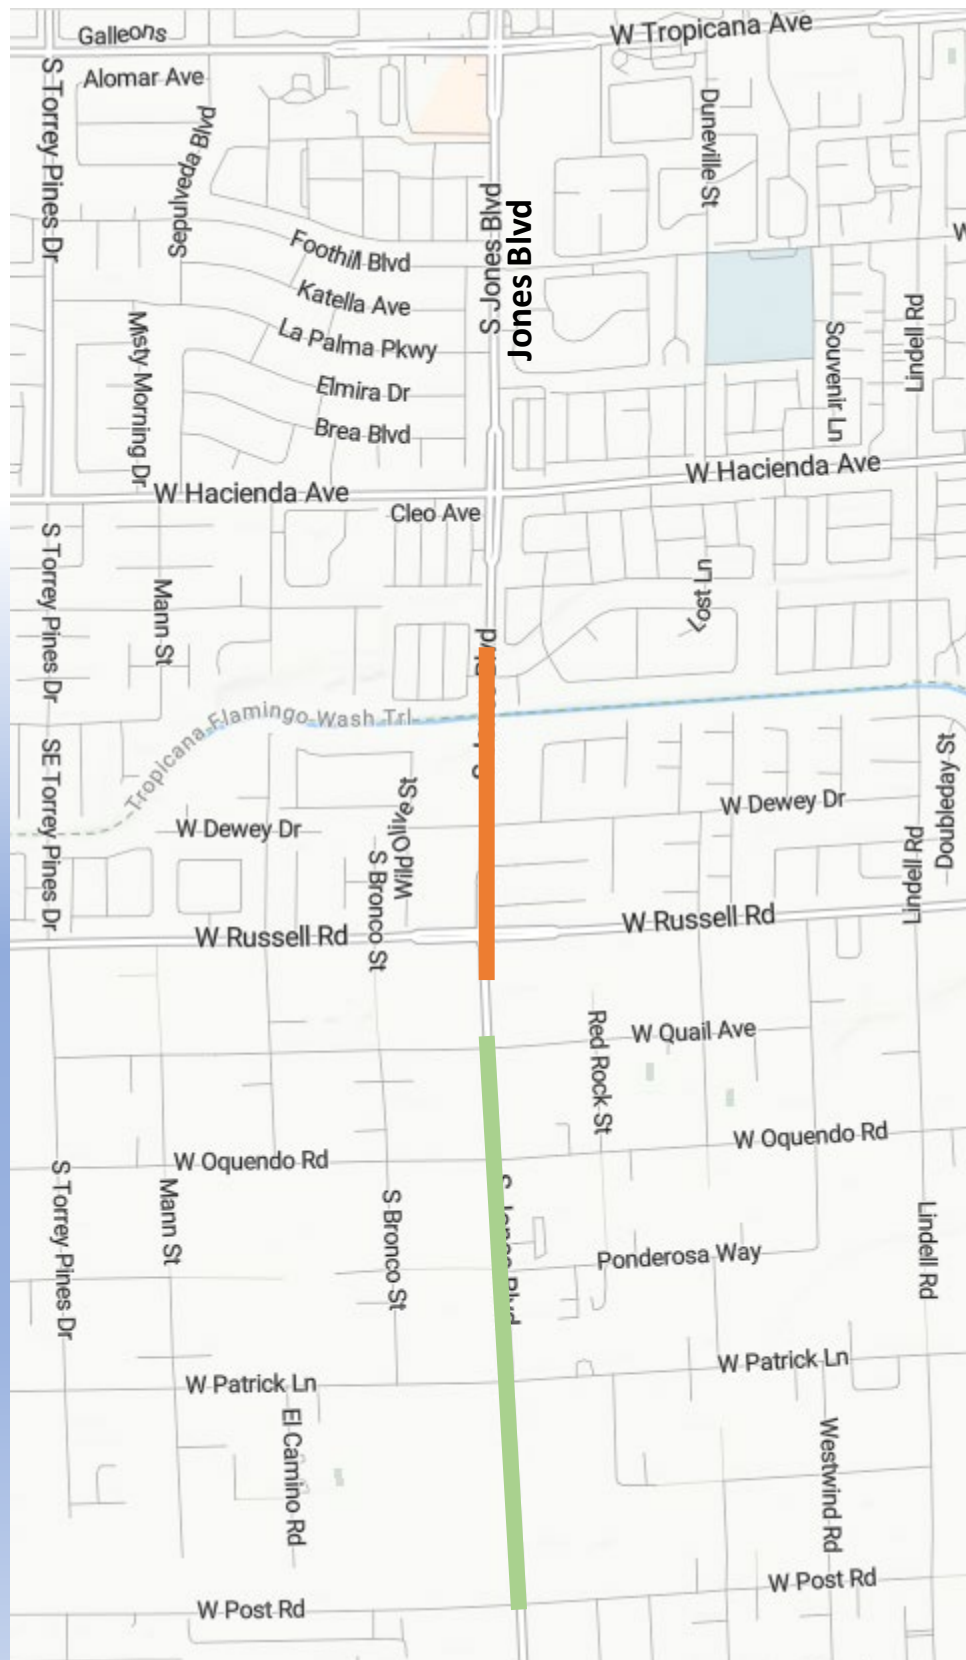 Galleons
W Tropicana Ave
Alomar Ave
S Torrey Pines Dr
Sepulveda Blvd
Duneville St
S Jones Blvd
Jones Blvd
Foothill Blvd
W
Katella Ave
La Palma Pkwy
Misty Morning Dr
Souvenir Ln
Lindell Rd
Elmira Dr
Brea Blvd
W Hacienda Ave
W Hacienda Ave
Cleo Ave
S Torrey Pines Dr
Mann St
Lost Ln
Tropicana Flamingo Wash Trl
SE Torrey Pines Dr
Wild Olive St
Doubleday St
W Dewey Dr
W Dewey Dr
S Bronco St
Lindell Rd
W Russell Rd
W Russell Rd
Red Rock St
W Quail Ave
W Oquendo Rd
W Oquendo Rd
S Torrey Pines Dr
Mann St
S Bronco St
S Jones Blvd
Lindell Rd
Ponderosa Way
W Patrick Ln
W Patrick Ln
El Camino Rd
Westwind Rd
W Post Rd
W Post Rd